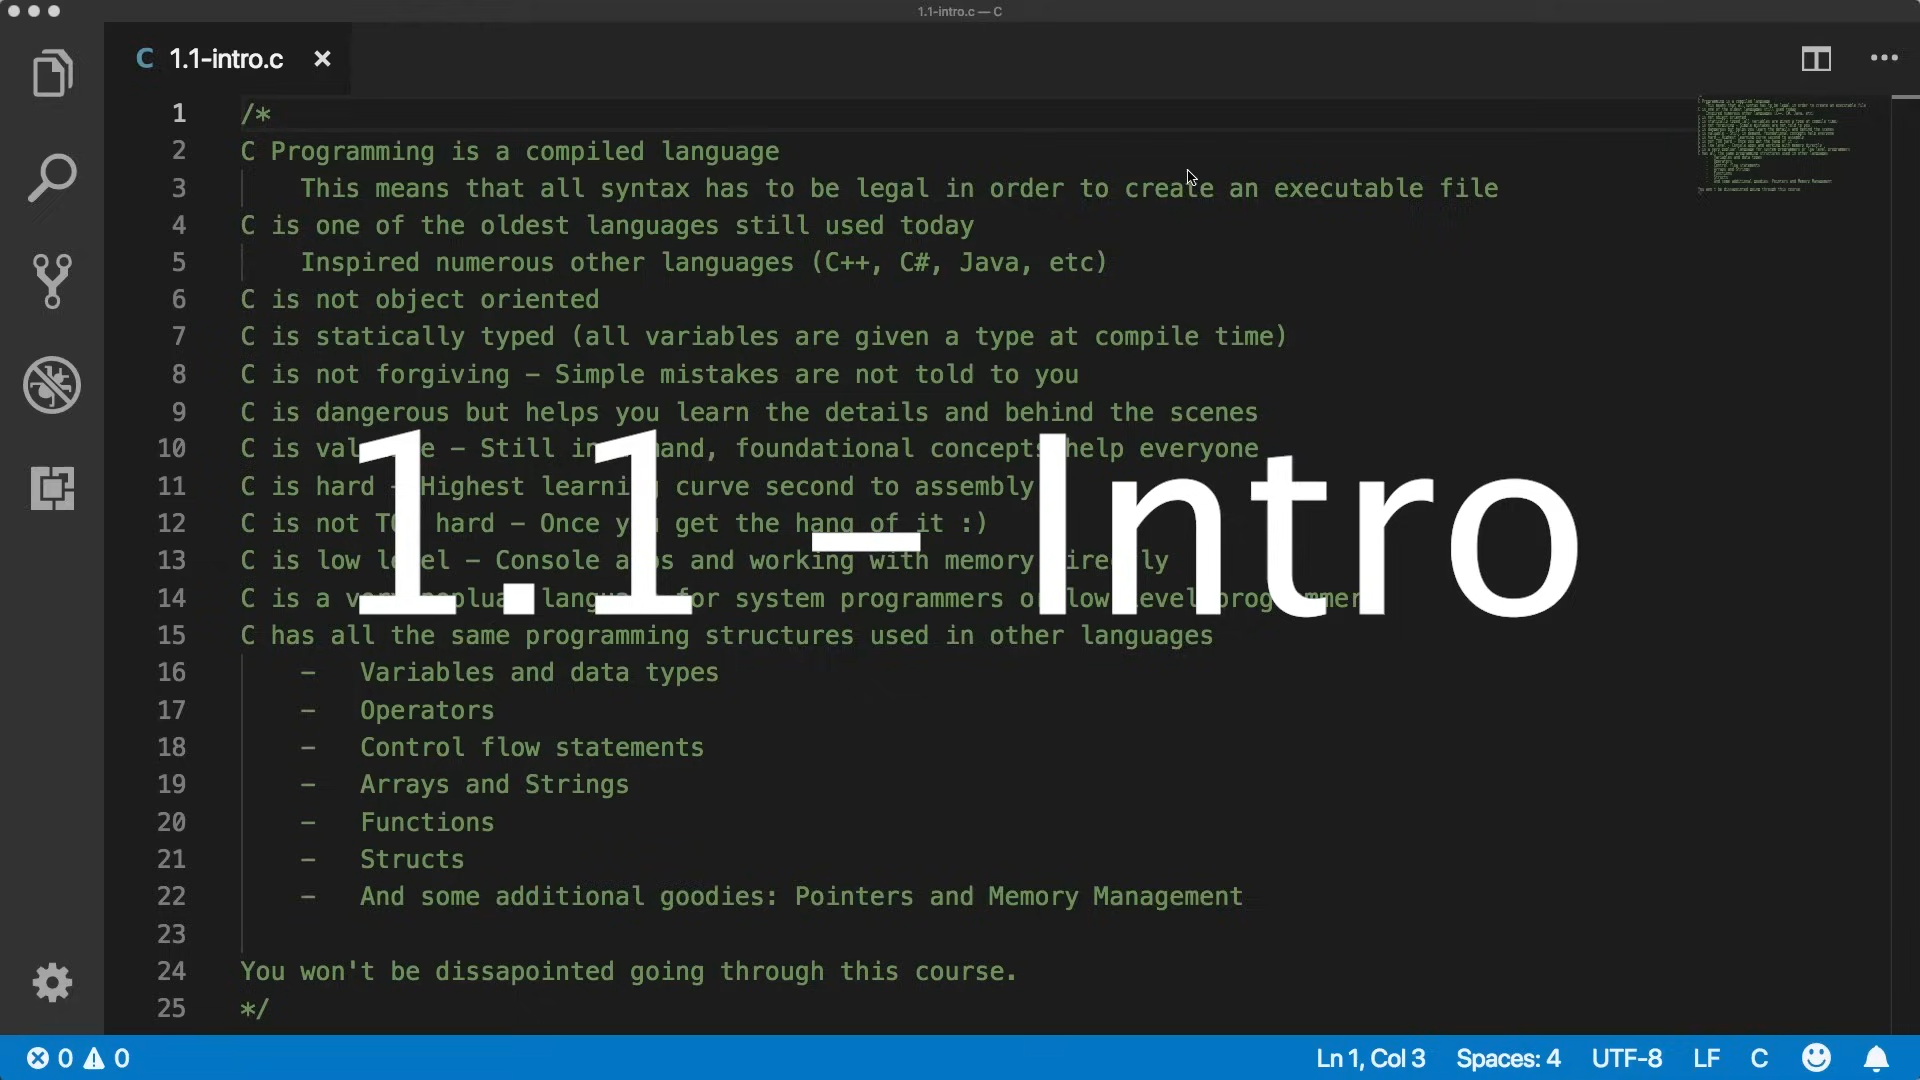 1.1-intro.c — C
C 1.1-intro.c ×
1 /*
2 C Programming is a compiled language
3 This means that all syntax has to be legal in order to create an executable file
4 C is one of the oldest languages still used today
5 Inspired numerous other languages (C++, C#, Java, etc)
6 C is not object oriented
7 C is statically typed (all variables are given a type at compile time)
8 C is not forgiving – Simple mistakes are not told to you
9 C is dangerous but helps you learn the details and behind the scenes
10 C is – Still foundational concepts help everyone
11 C is hard – Highest learning curve second to assembly
12 C is not hard – Once you get the hang of it :)
13 C is low level – Console apps and working with memory directly
14 C is a for system programmers or low level programmer
15 C has all the same programming structures used in other languages
16 – Variables and data types
17 – Operators
18 – Control flow statements
19 – Arrays and Strings
20 – Functions
21 – Structs
22 – And some additional goodies: Pointers and Memory Management
23
24 You won't be dissapointed going through this course.
25 */
1.1 – Intro
0 0 Ln 1, Col 3 Spaces: 4 UTF-8 LF C